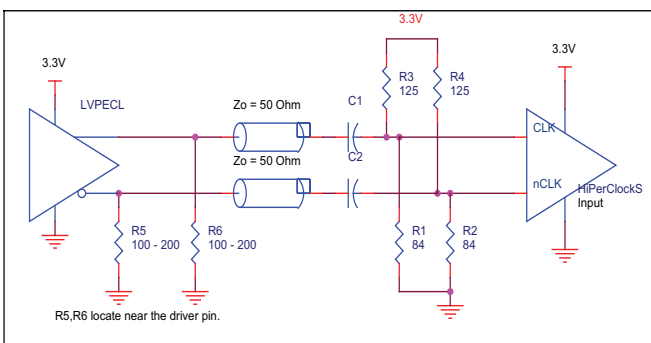 3.3V
3.3V
3.3V
LVPECL
R3
125
R4
125
Zo = 50 Ohm
C1
CLK
Zo = 50 Ohm
C2
nCLK
HiPerClockS
Input
R5
100 - 200
R6
100 - 200
R1
84
R2
84
R5,R6 locate near the driver pin.